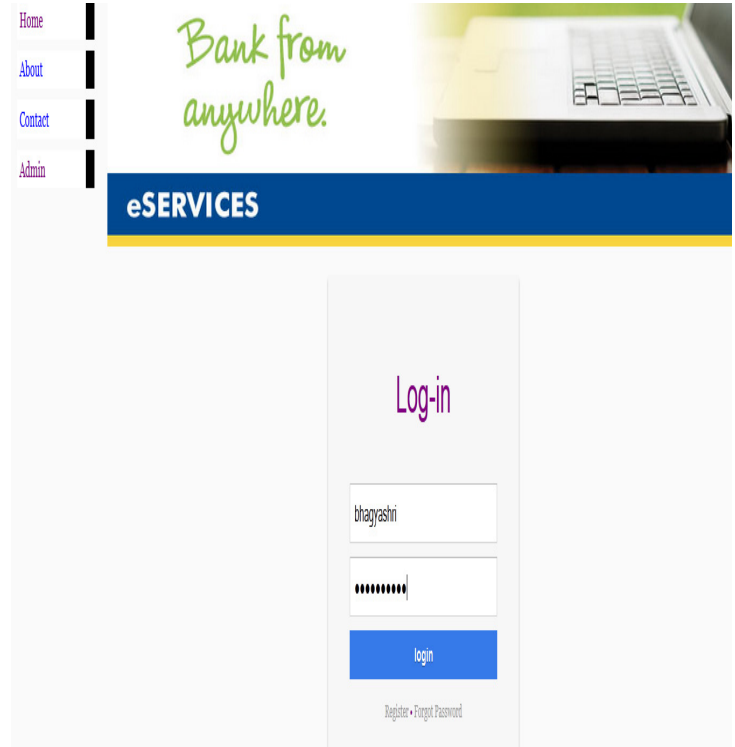 Home
About
Contact
Admin
Bank from
anywhere.
eSERVICES
Log-in
bhagyashri
••••••••••
login
Register • Forgot Password